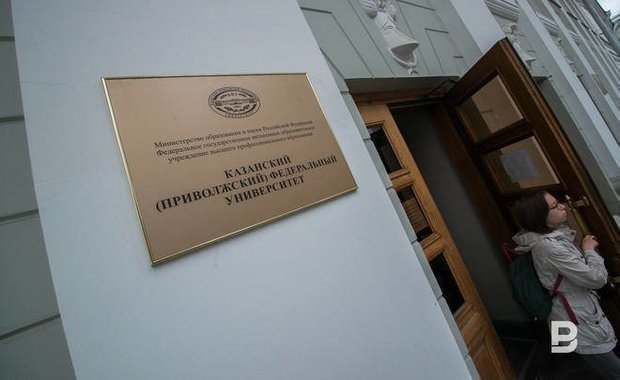 Министерство образования и науки Российской Федерации
Федеральное государственное автономное образовательное
учреждение высшего профессионального образования
КАЗАНСКИЙ
(ПРИВОЛЖСКИЙ) ФЕДЕРАЛЬНЫЙ
УНИВЕРСИТЕТ
B